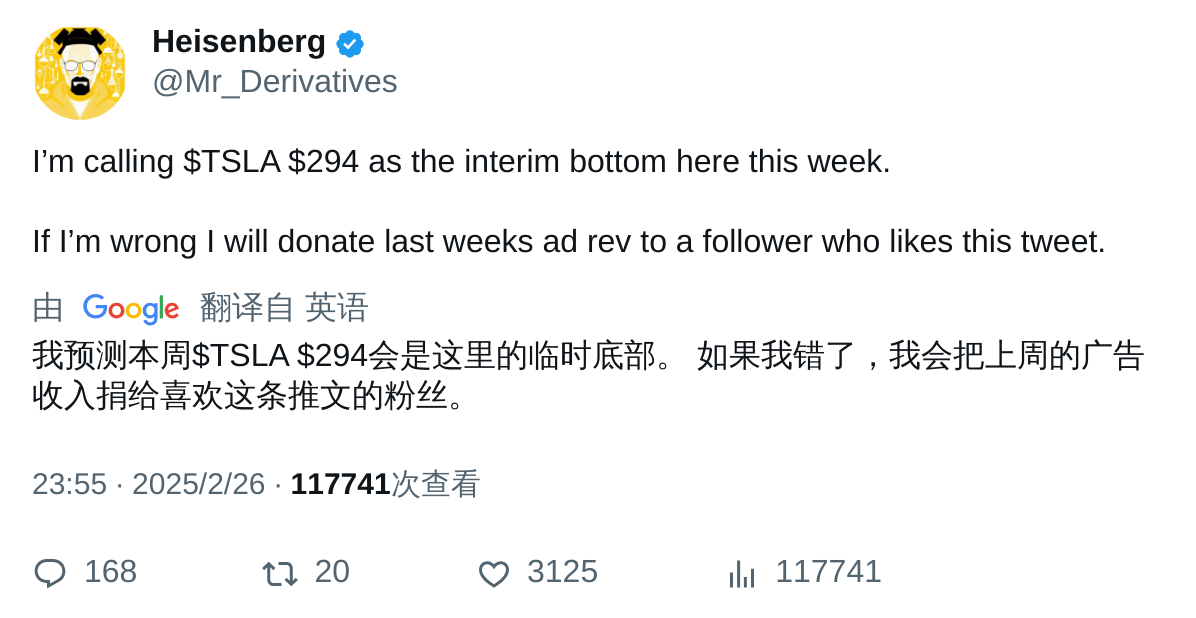 Heisenberg
@Mr_Derivatives
I’m calling $TSLA $294 as the interim bottom here this week.
If I’m wrong I will donate last weeks ad rev to a follower who likes this tweet.
由 Google 翻译自 英语
我预测本周$TSLA $294会是这里的临时底部。 如果我错了，我会把上周的广告
收入捐给喜欢这条推文的粉丝。
23:55 · 2025/2/26 · 117741次查看
168 20 3125 117741